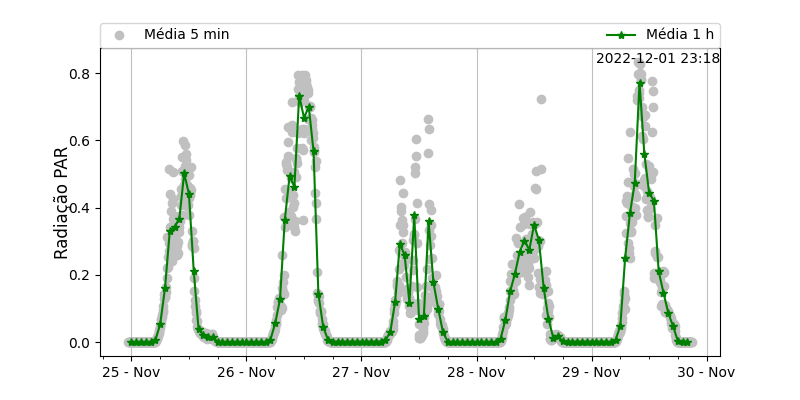 Média 5 min
Média 1 h
2022-12-01 23:18
Radiação PAR
0.8
0.6
0.4
0.2
0.0
25 - Nov
26 - Nov
27 - Nov
28 - Nov
29 - Nov
30 - Nov